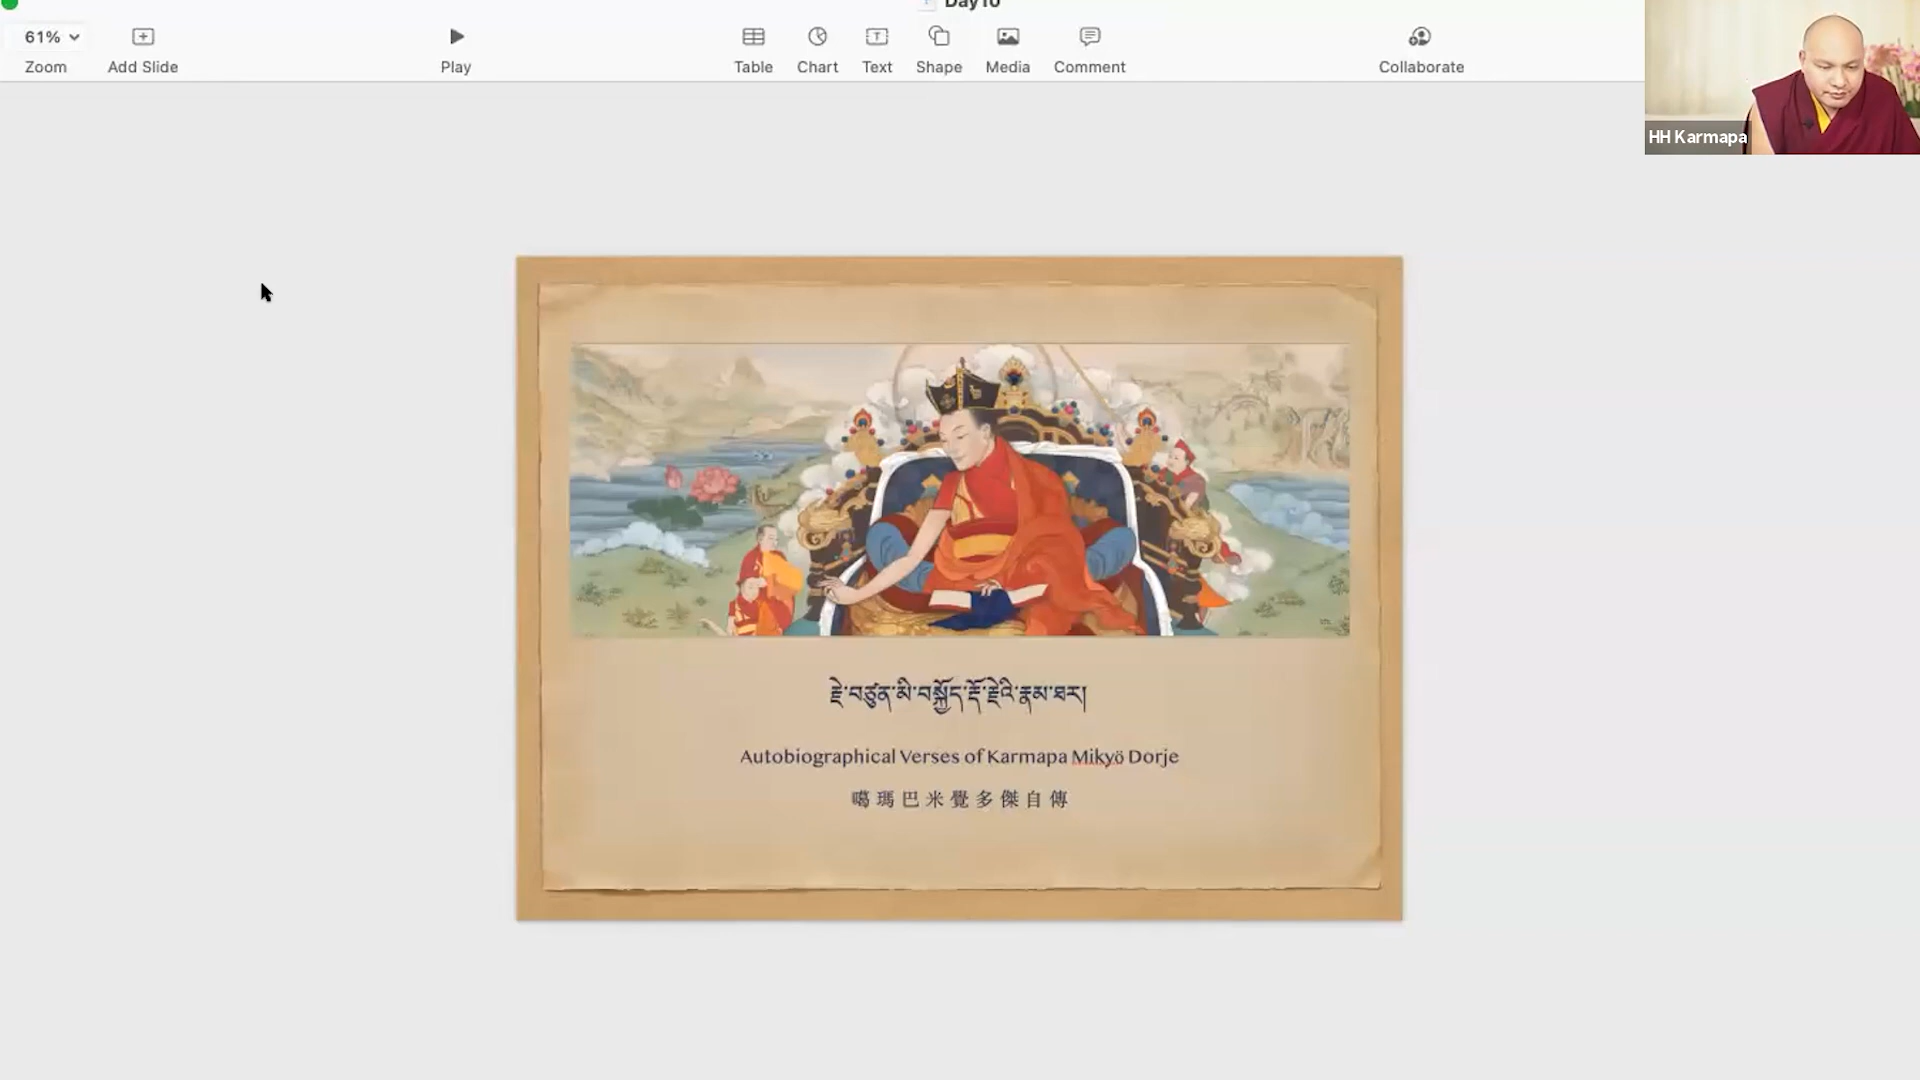 Day10
61%
Zoom
Add Slide
Play
Table
Chart
Text
Shape
Media
Comment
Collaborate
HH Karmapa
རྗེ་བཙུན་མི་བསྐྱོད་རྡོ་རྗེའི་རྣམ་ཐར།
Autobiographical Verses of Karmapa Mikyö Dorje
噶瑪巴米覺多傑自傳